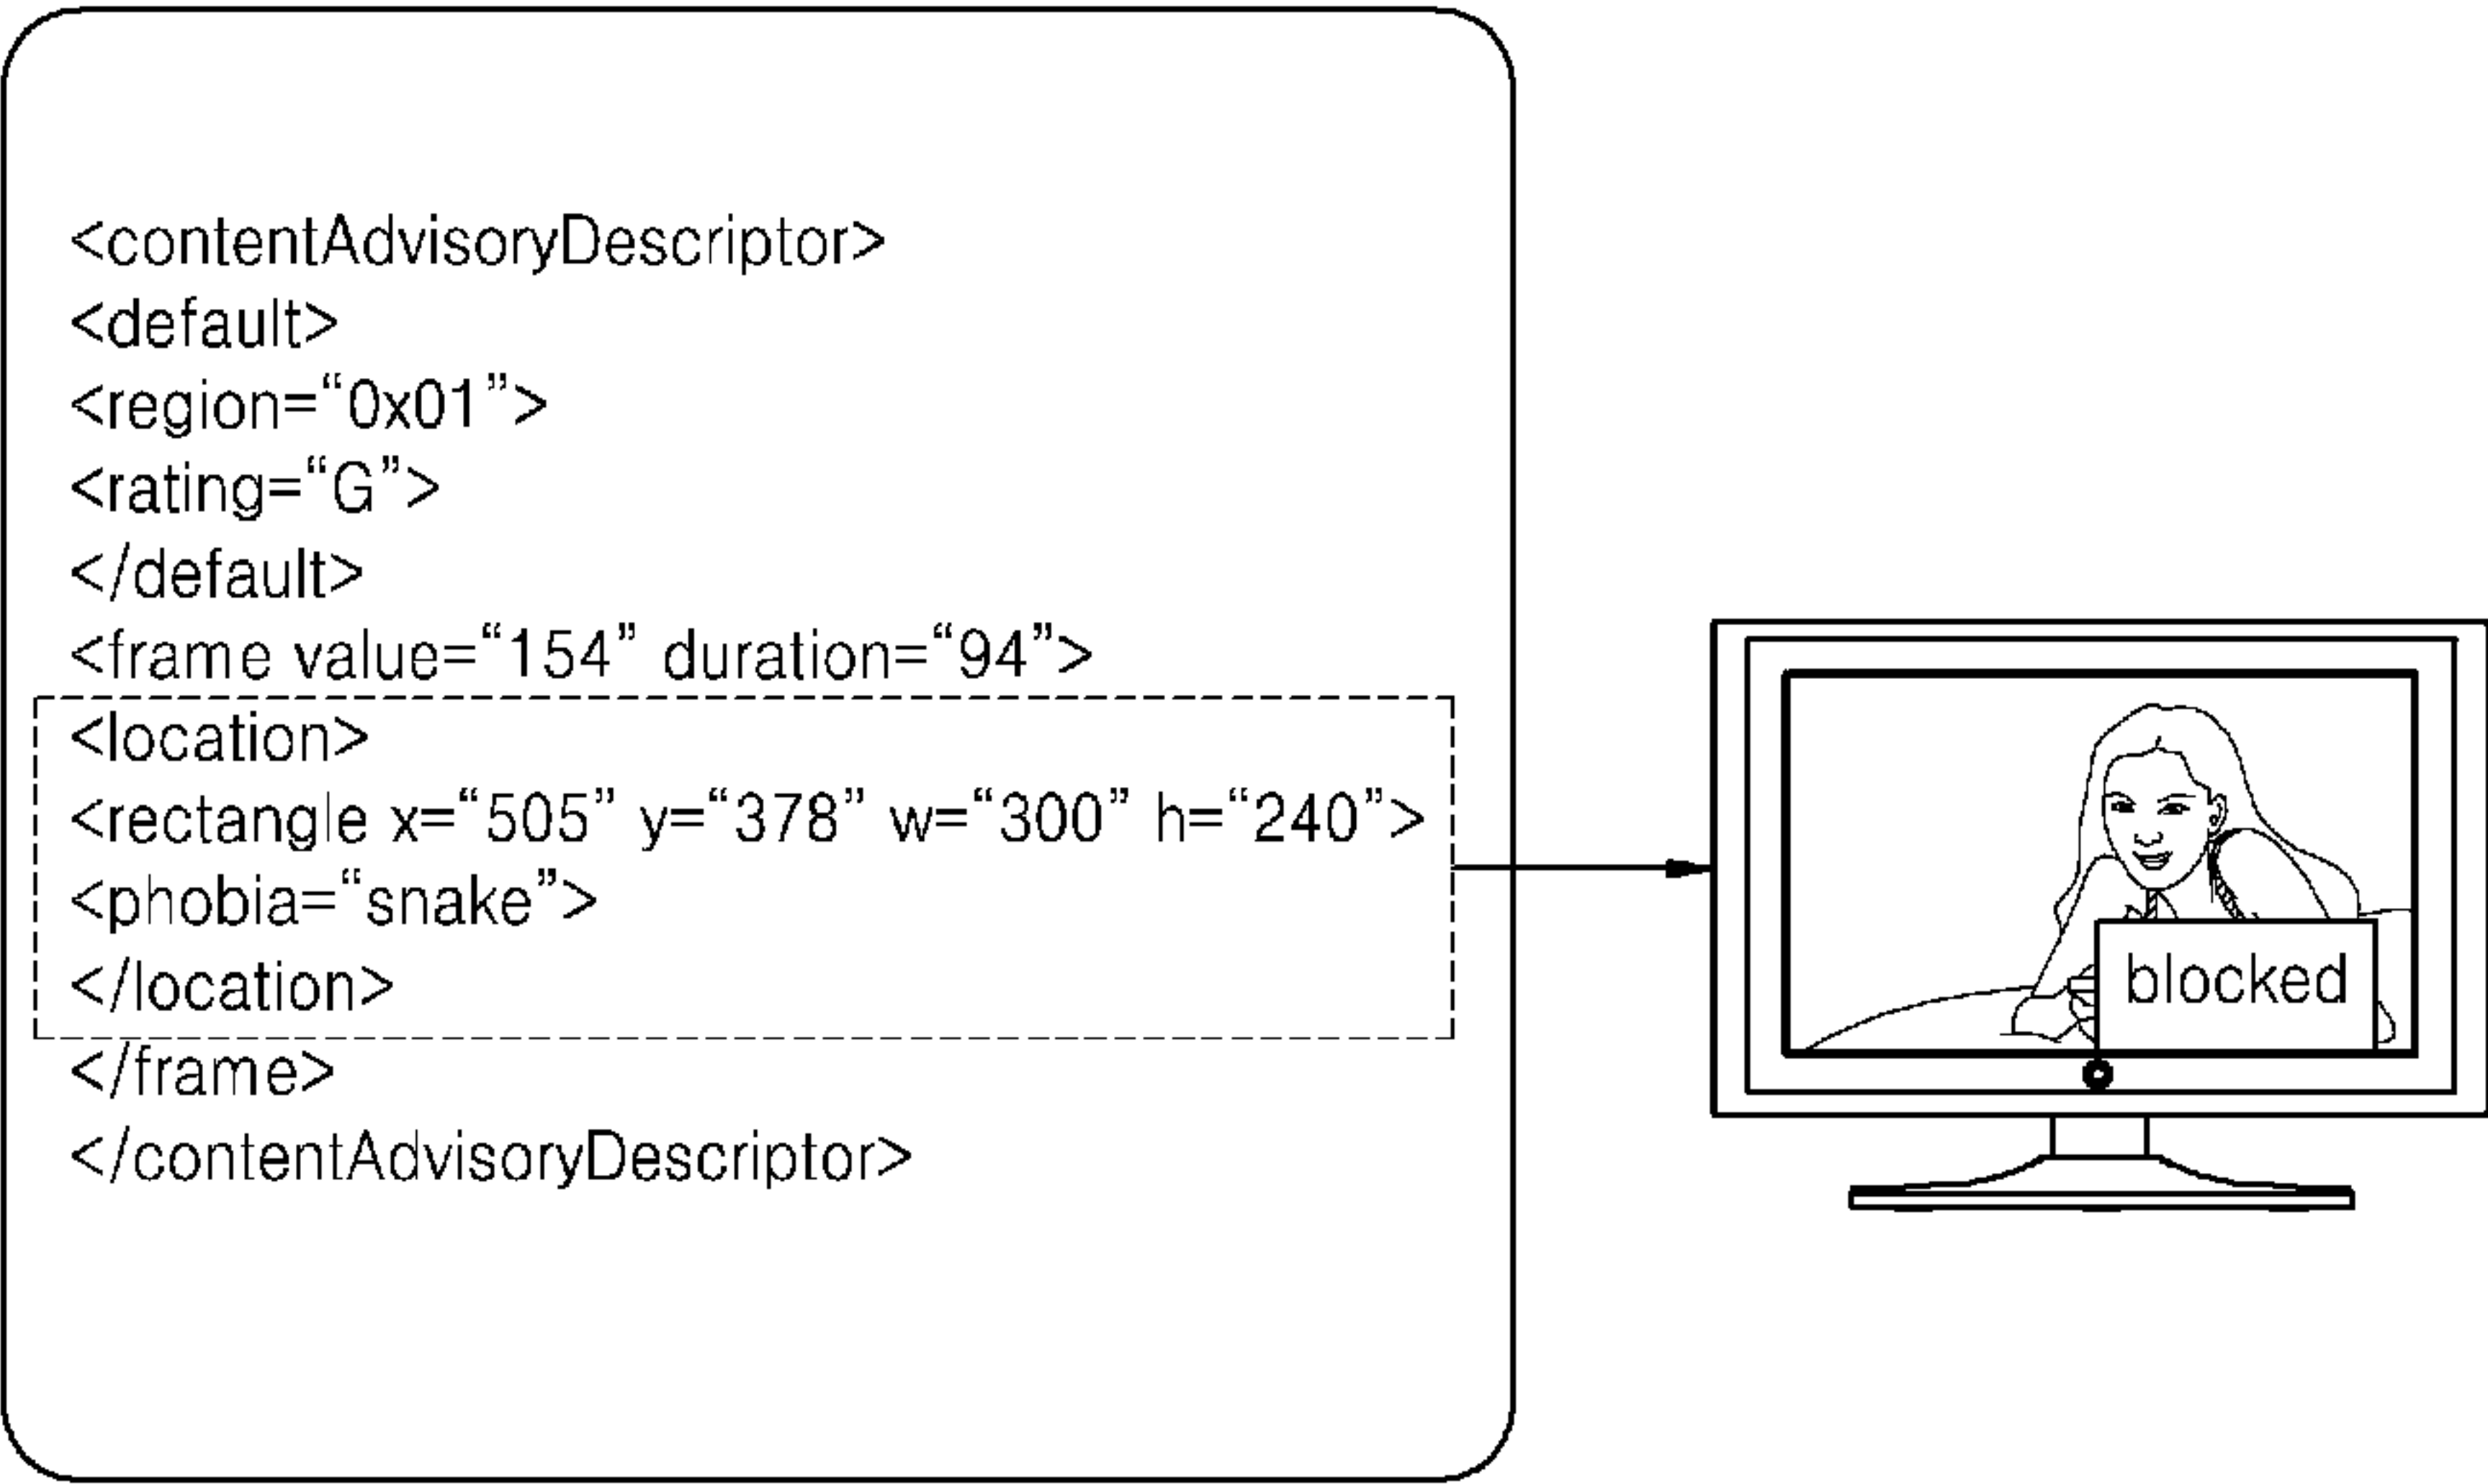 <contentAdvisoryDescriptor>
<default>
<region=“0x01”>
<rating=“G”>
</default>
<frame value=“154” duration=“94”>
<location>
<rectangle x=“505” y=“378” w=“300” h=“240”>
<phobia=“snake”>
</location>
</frame>
</contentAdvisoryDescriptor>
blocked